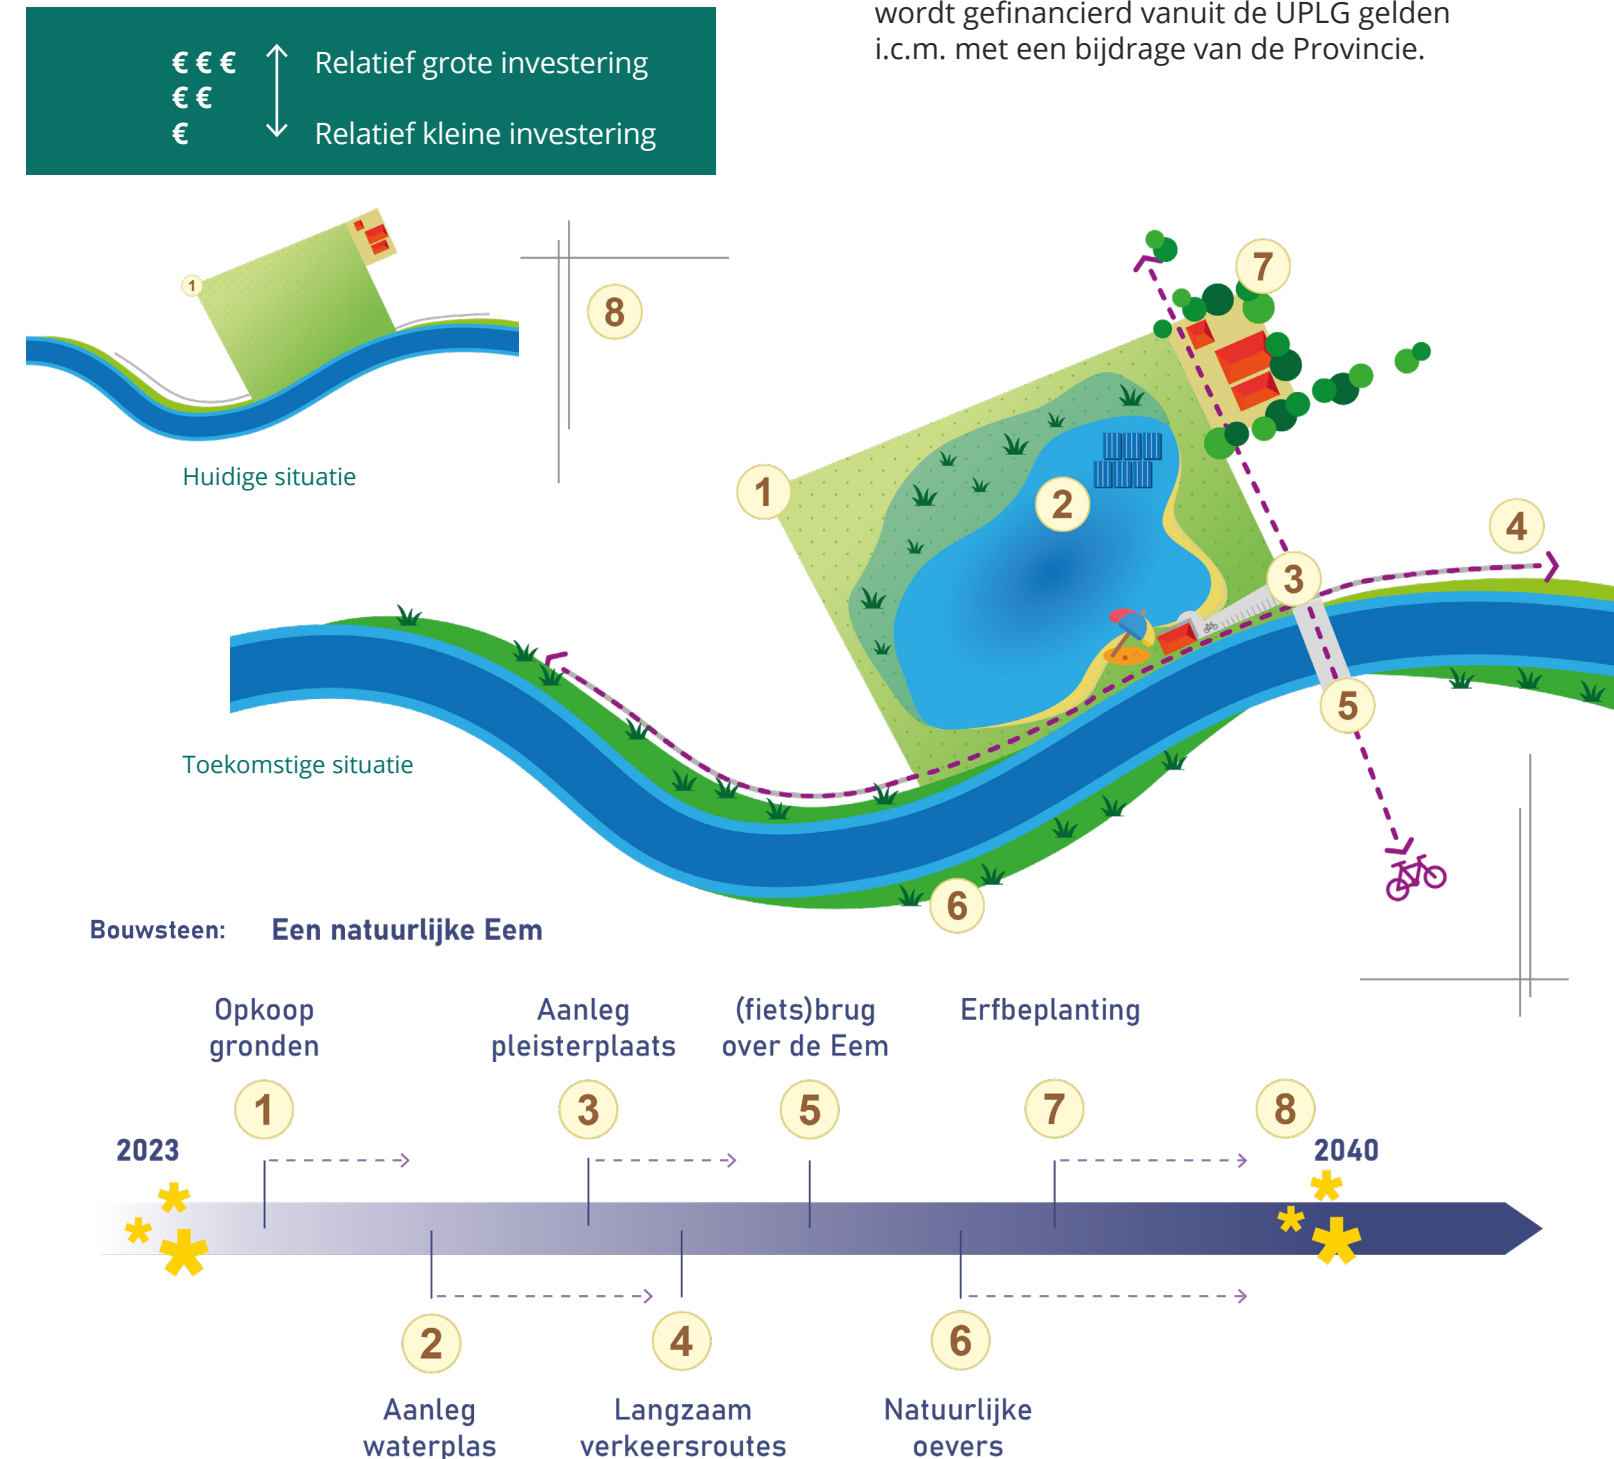 wordt gefinancierd vanuit de UPLG gelden
i.c.m. met een bijdrage van de Provincie.
€ € € Relatief grote investering
€ €
€ Relatief kleine investering
1
8
Huidige situatie
7
1
2
4
3
5
6
Toekomstige situatie
Bouwsteen: Een natuurlijke Eem
Opkoop
gronden
Aanleg
pleisterplaats
(fiets)brug
over de Eem
Erfbeplanting
1
3
5
7
8
2023
2040
2
4
6
Aanleg
waterplas
Langzaam
verkeersroutes
Natuurlijke
oevers